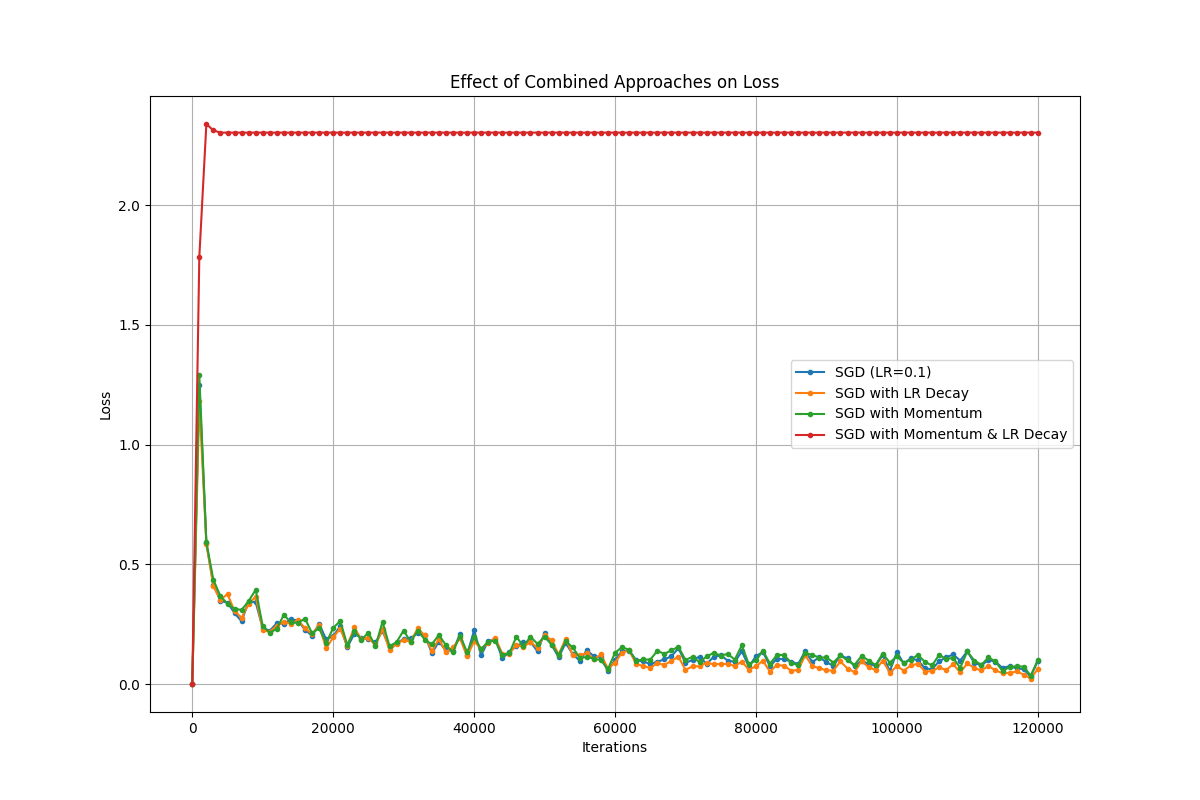 Effect of Combined Approaches on Loss
2.0
1.5
1.0
0.5
0.0
Loss
SGD (LR=0.1)
SGD with LR Decay
SGD with Momentum
SGD with Momentum & LR Decay
0 20000 40000 60000 80000 100000 120000
Iterations